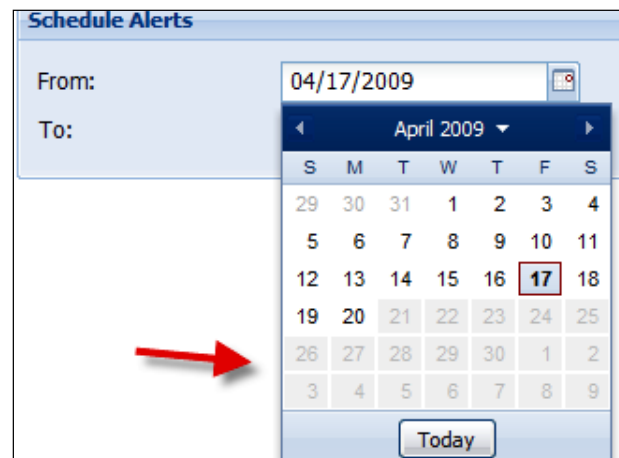 Schedule Alerts
From: 04/17/2009
To:
April 2009
S M T W T F S
29 30 31 1 2 3 4
5 6 7 8 9 10 11
12 13 14 15 16 17 18
19 20 21 22 23 24 25
26 27 28 29 30 1 2
3 4 5 6 7 8 9
Today